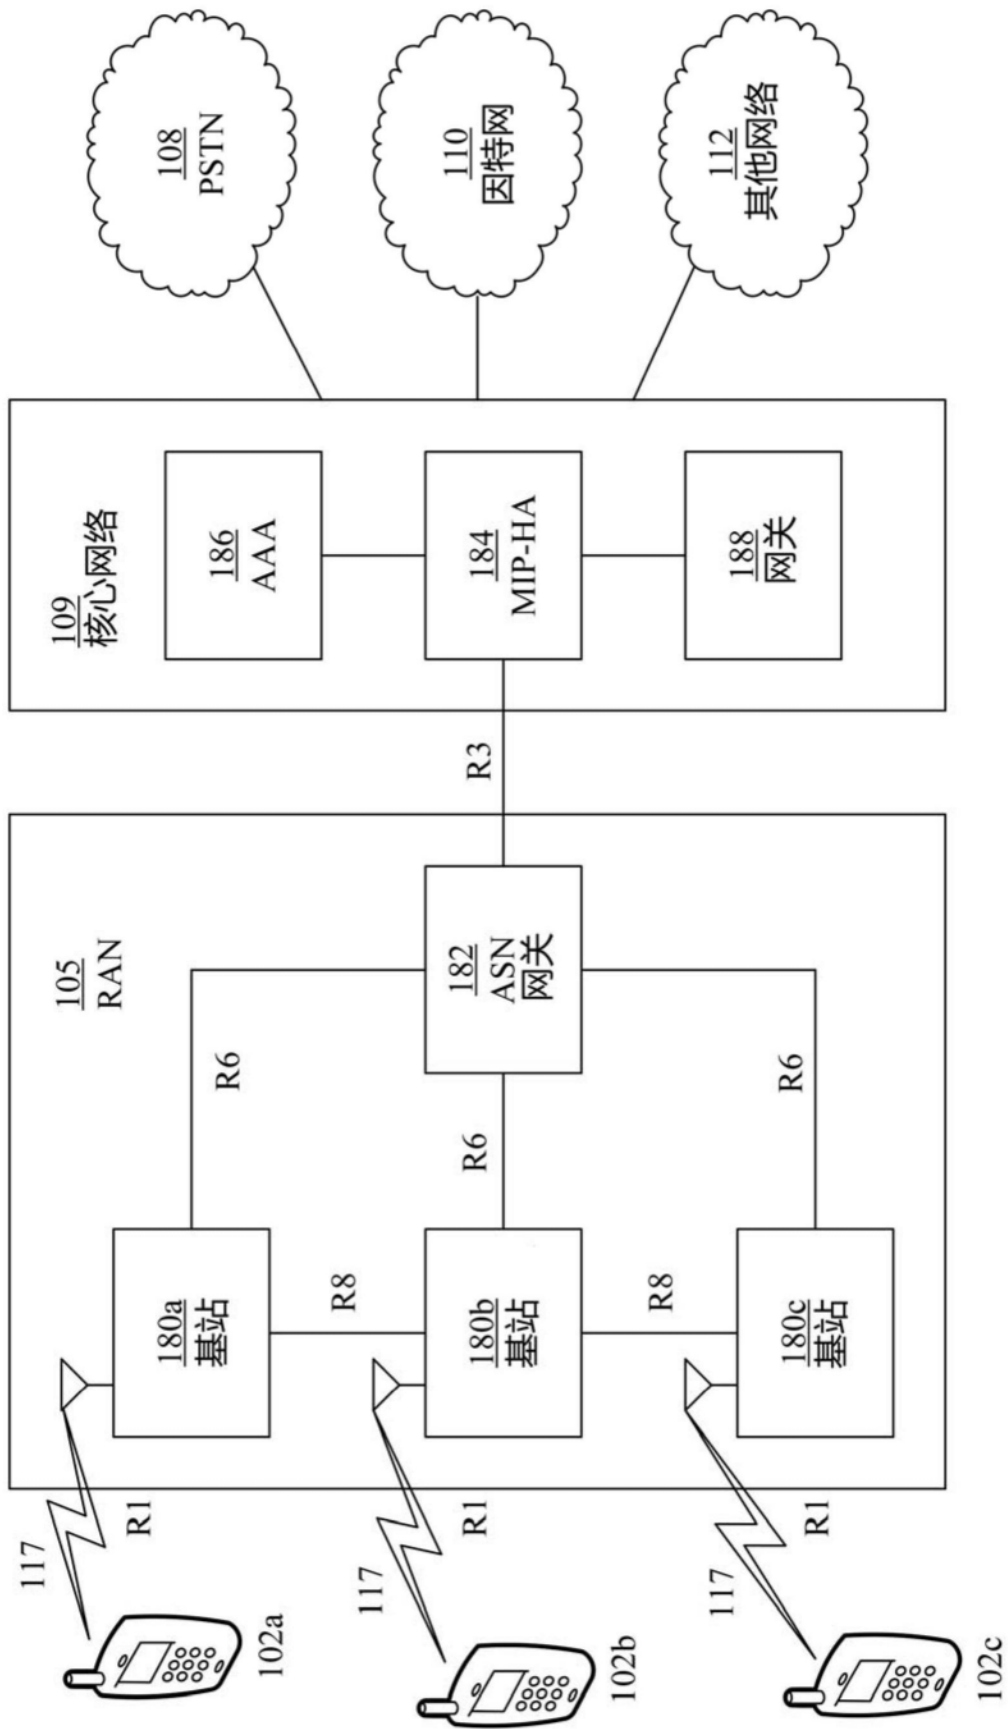 117
R1
102a
117
R1
102b
117
R1
102c
105
RAN
180a
基站
R8
180b
基站
R8
180c
基站
R6
R6
R6
182
ASN
网关
R3
109
核心网络
186
AAA
184
MIP-HA
188
网关
108
PSTN
110
因特网
112
其他网络